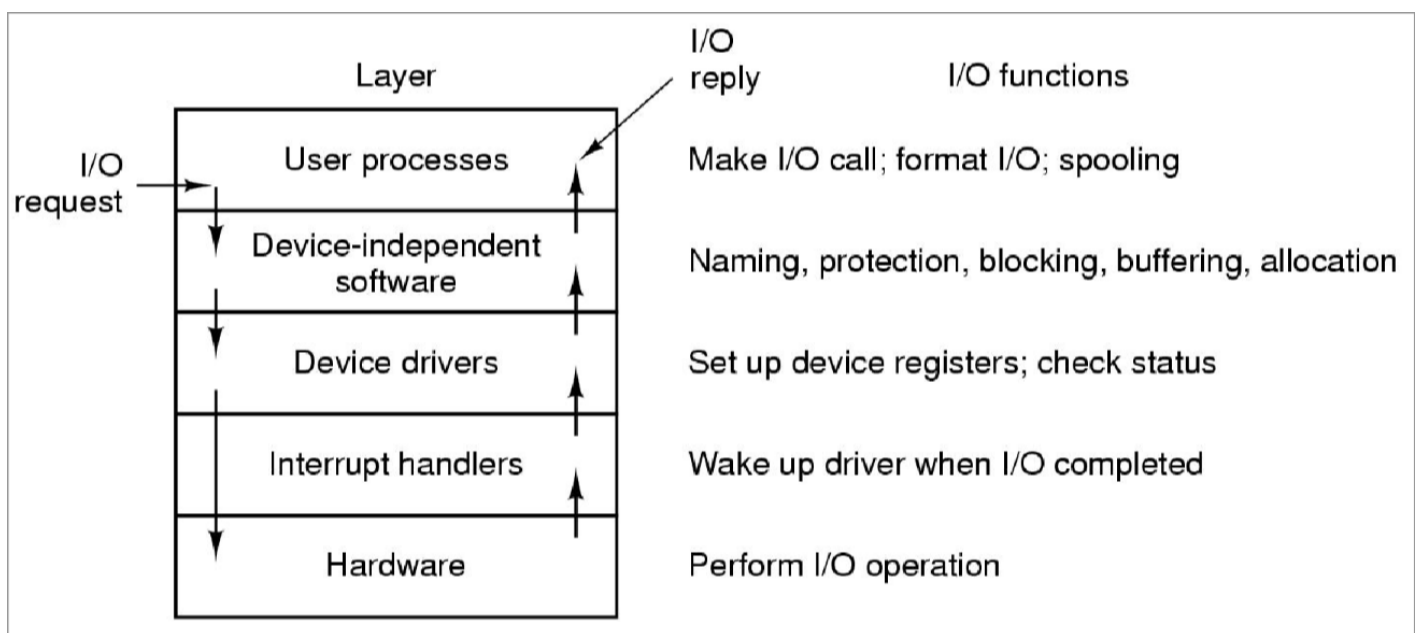 Layer
I/O
reply
I/O functions
I/O
request
User processes
Make I/O call; format I/O; spooling
Device-independent
software
Naming, protection, blocking, buffering, allocation
Device drivers
Set up device registers; check status
Interrupt handlers
Wake up driver when I/O completed
Hardware
Perform I/O operation